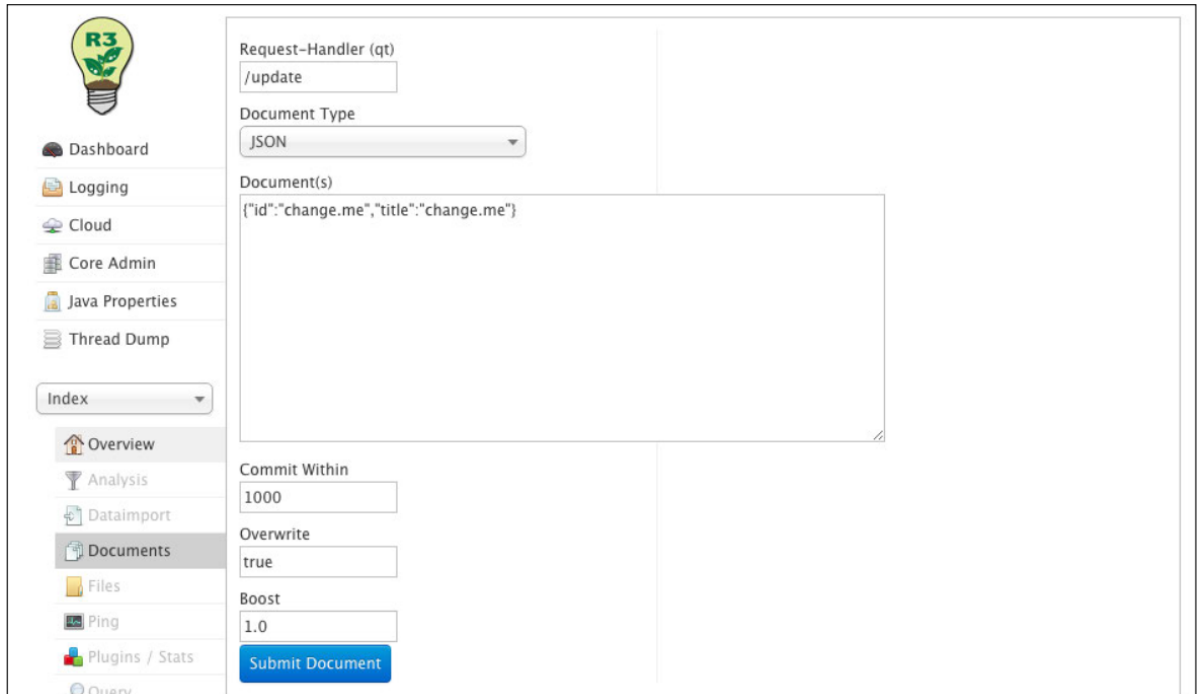 R3
Dashboard
Logging
Cloud
Core Admin
Java Properties
Thread Dump
Index
Overview
Analysis
Dataimport
Documents
Files
Ping
Plugins / Stats
Query
Request-Handler (qt)
/update
Document Type
JSON
Document(s)
{"id":"change.me","title":"change.me"}
Commit Within
1000
Overwrite
true
Boost
1.0
Submit Document